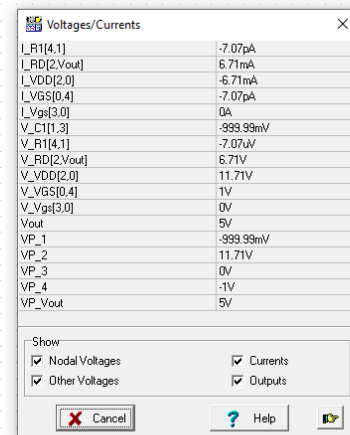 Voltages/Currents
I_R1[4,1] -7.07pA
I_RD[2,Vout] 6.71mA
I_VDD[2,0] -6.71mA
I_VGS[0,4] -7.07pA
I_Vgs[3,0] 0A
V_C1[1,3] -999.99mV
V_R1[4,1] -7.07uV
V_RD[2,Vout] 6.71V
V_VDD[2,0] 11.71V
V_VGS[0,4] 1V
V_Vgs[3,0] 0V
Vout 5V
VP_1 -999.99mV
VP_2 11.71V
VP_3 0V
VP_4 -1V
VP_Vout 5V
Show
Nodal Voltages Currents
Other Voltages Outputs
Cancel ? Help